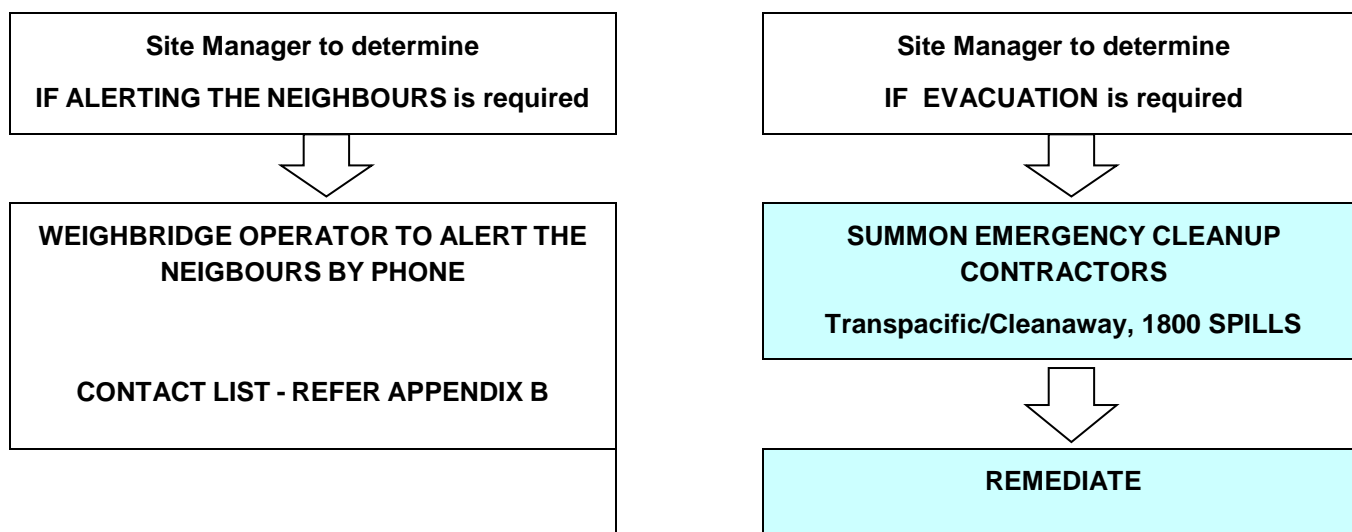 Site Manager to determine
IF ALERTING THE NEIGHBOURS is required
WEIGHBRIDGE OPERATOR TO ALERT THE
NEIGBOURS BY PHONE
CONTACT LIST - REFER APPENDIX B
Site Manager to determine
IF EVACUATION is required
SUMMON EMERGENCY CLEANUP
CONTRACTORS
Transpacific/Cleanaway, 1800 SPILLS
REMEDIATE